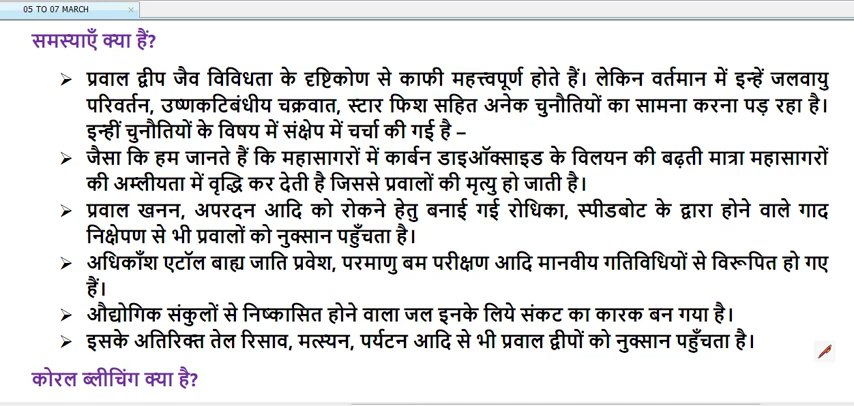 05 TO 07 MARCH
समस्याएँ क्या हैं?
➢ प्रवाल द्वीप जैव विविधता के दृष्टिकोण से काफी महत्त्वपूर्ण होते हैं। लेकिन वर्तमान में इन्हें जलवायु
परिवर्तन, उष्णकटिबंधीय चक्रवात, स्टार फिश सहित अनेक चुनौतियों का सामना करना पड़ रहा है।
इन्हीं चुनौतियों के विषय में संक्षेप में चर्चा की गई है –
➢ जैसा कि हम जानते हैं कि महासागरों में कार्बन डाइऑक्साइड के विलयन की बढ़ती मात्रा महासागरों
की अम्लीयता में वृद्धि कर देती है जिससे प्रवालों की मृत्यु हो जाती है।
➢ प्रवाल खनन, अपरदन आदि को रोकने हेतु बनाई गई रोधिका, स्पीडबोट के द्वारा होने वाले गाद
निक्षेपण से भी प्रवालों को नुक्सान पहुँचता है।
➢ अधिकाँश एटॉल बाह्य जाति प्रवेश, परमाणु बम परीक्षण आदि मानवीय गतिविधियों से विरूपित हो गए
हैं।
➢ औद्योगिक संकुलों से निष्कासित होने वाला जल इनके लिये संकट का कारक बन गया है।
➢ इसके अतिरिक्त तेल रिसाव, मत्स्यन, पर्यटन आदि से भी प्रवाल द्वीपों को नुक्सान पहुँचता है।
कोरल ब्लीचिंग क्या है?